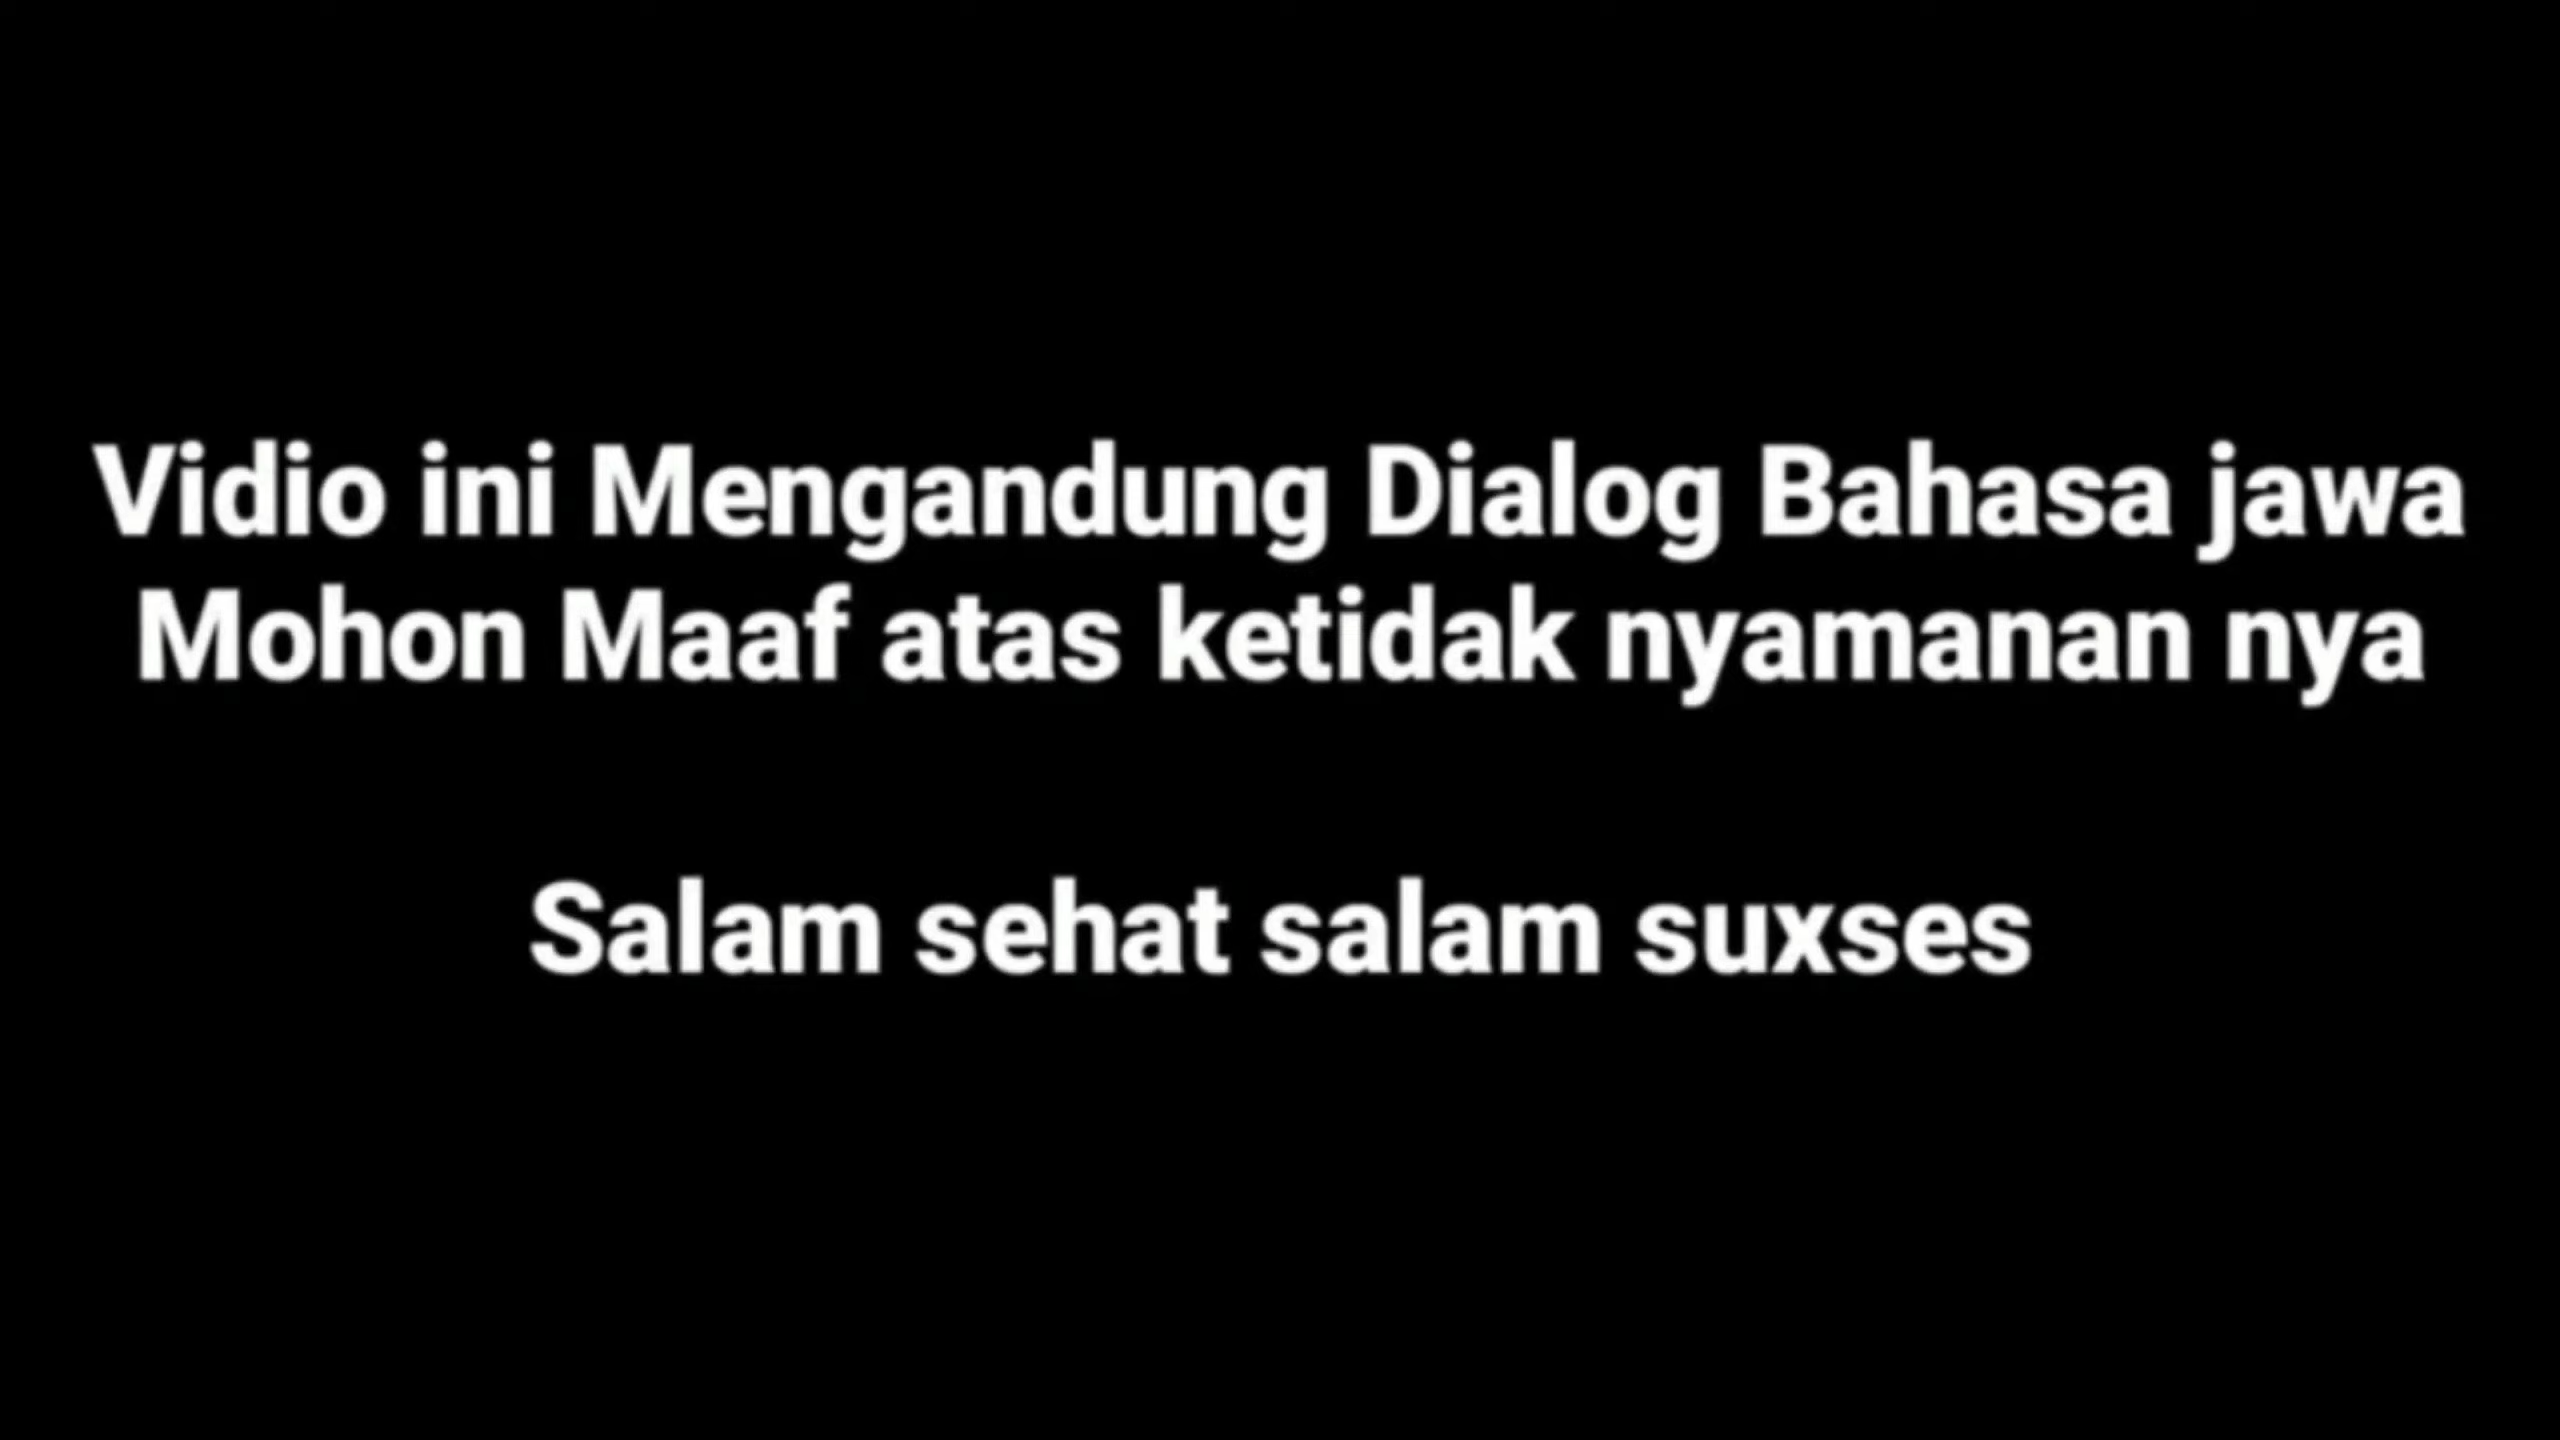 Vidio ini Mengandung Dialog Bahasa jawa
Mohon Maaf atas ketidak nyamanan nya
Salam sehat salam suxses